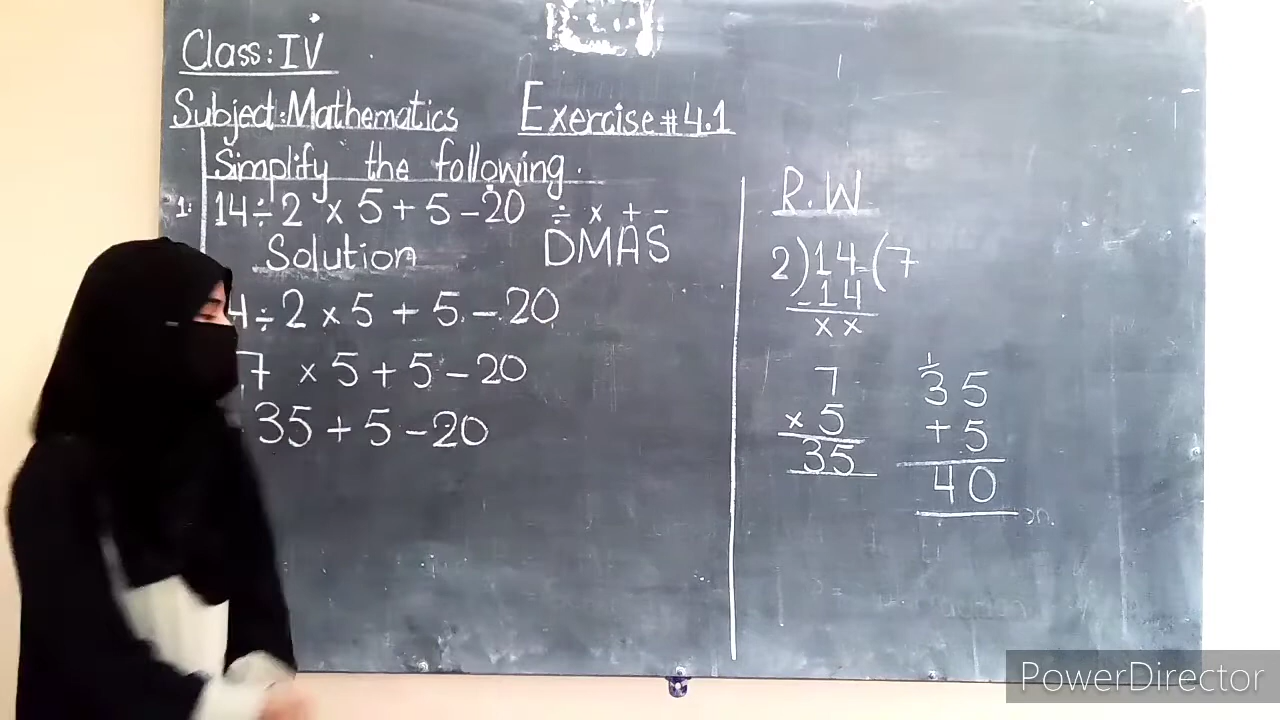 Class: IV
Subject: Mathematics Exercise # 4.1
Simplify the following.
1. 14 ÷ 2 × 5 + 5 – 20 ÷ × + –
Solution DMAS
4 ÷ 2 × 5 + 5 – 20
7 × 5 + 5 – 20
35 + 5 – 20
R.W
2)14(7
-14
x x
7
× 5
35
1
35
+ 5
40
PowerDirector